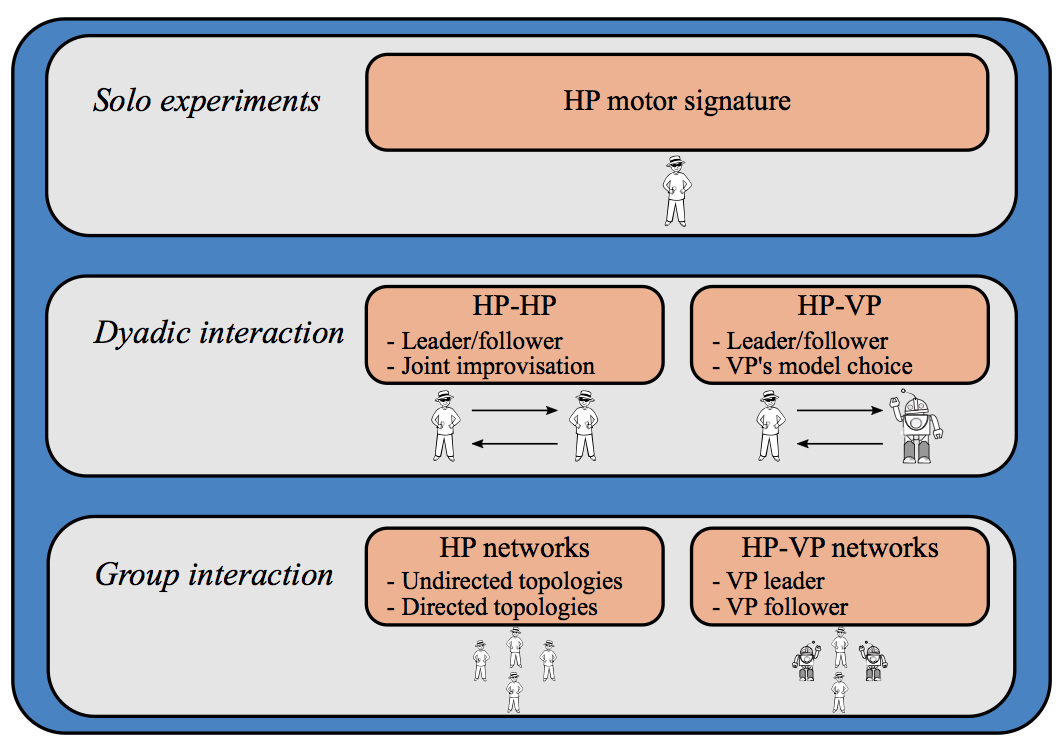 Solo experiments
HP motor signature
Dyadic interaction
HP-HP
- Leader/follower
- Joint improvisation
HP-VP
- Leader/follower
- VP's model choice
Group interaction
HP networks
- Undirected topologies
- Directed topologies
HP-VP networks
- VP leader
- VP follower